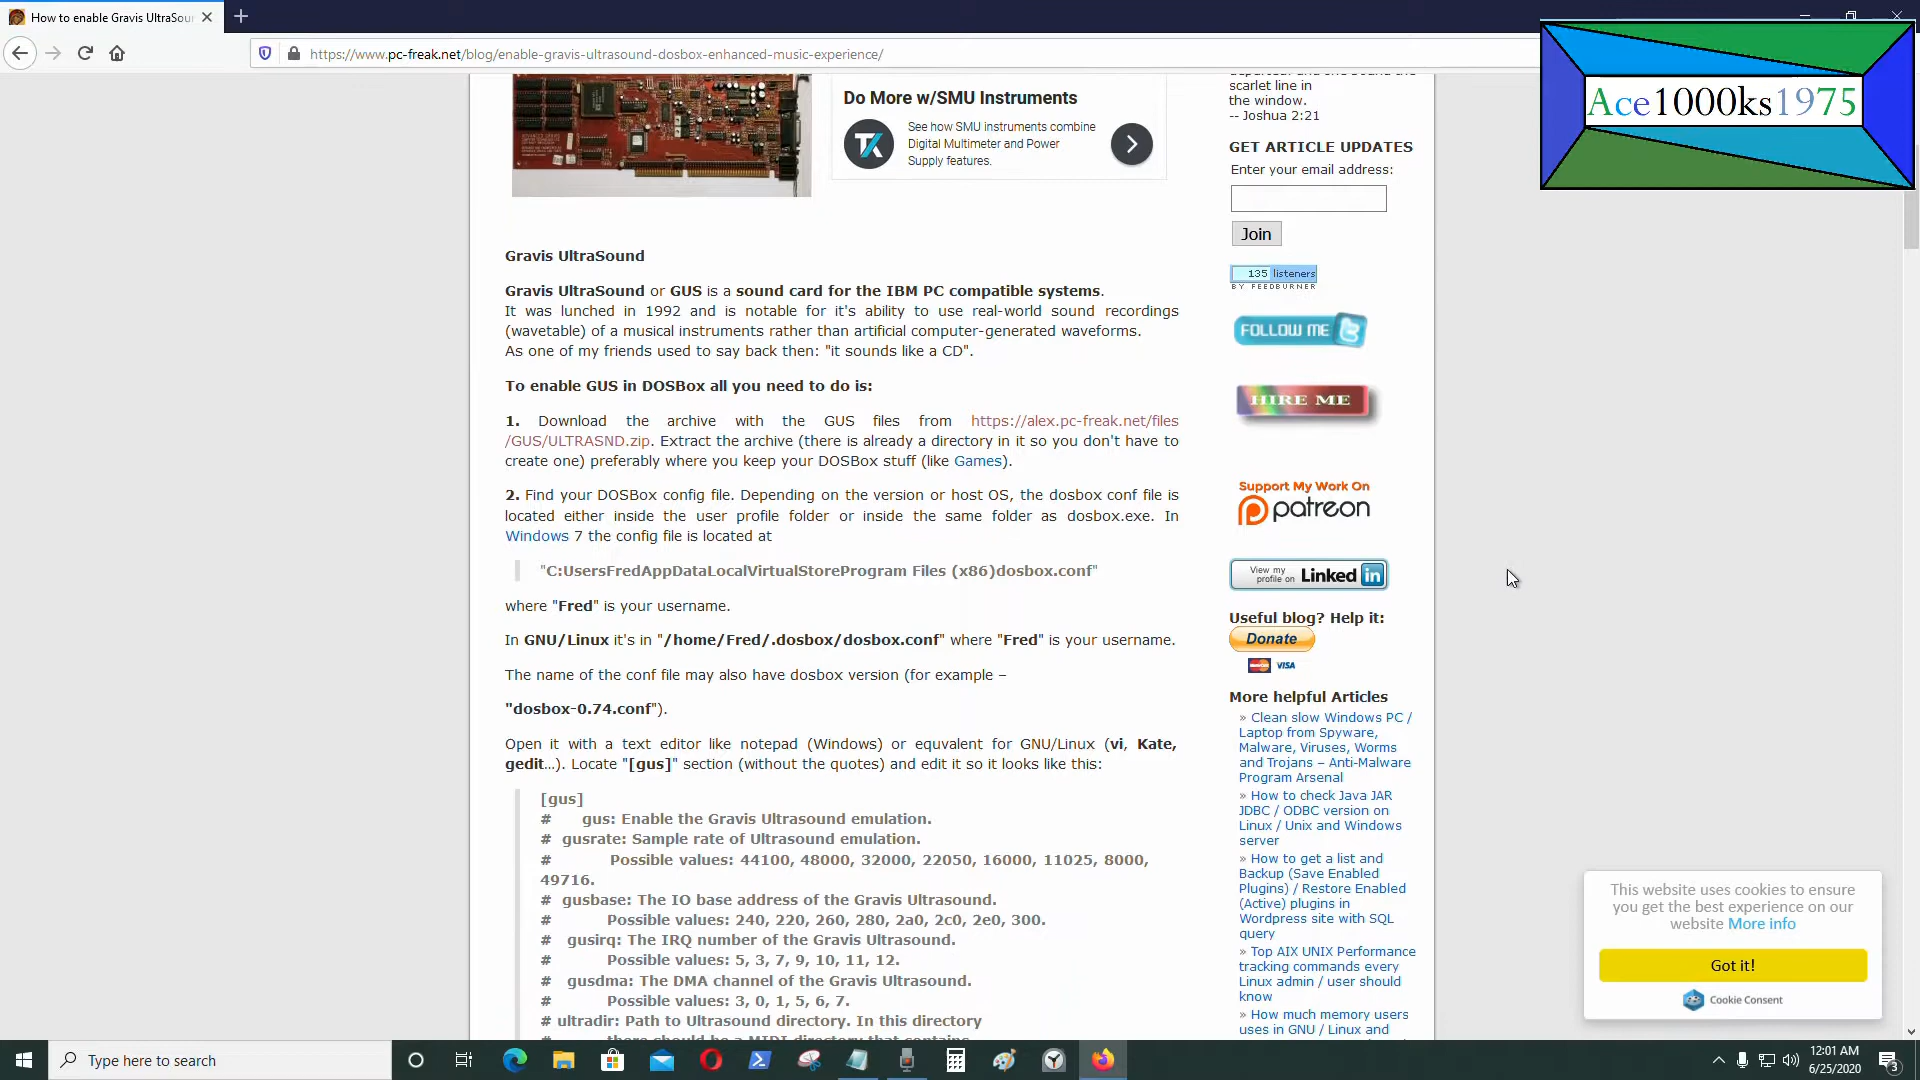 How to enable Gravis UltraSou
https://www.pc-freak.net/blog/enable-gravis-ultrasound-dosbox-enhanced-music-experience/
Ace1000ks1975
Do More w/SMU Instruments
See how SMU instruments combine
Digital Multimeter and Power
Supply features.
Gravis UltraSound
Gravis UltraSound or GUS is a sound card for the IBM PC compatible systems.
It was lunched in 1992 and is notable for it's ability to use real-world sound recordings
(wavetable) of a musical instruments rather than artificial computer-generated waveforms.
As one of my friends used to say back then: "it sounds like a CD".
To enable GUS in DOSBox all you need to do is:
1. Download the archive with the GUS files from https://alex.pc-freak.net/files
/GUS/ULTRASND.zip. Extract the archive (there is already a directory in it so you don't have to
create one) preferably where you keep your DOSBox stuff (like Games).
2. Find your DOSBox config file. Depending on the version or host OS, the dosbox conf file is
located either inside the user profile folder or inside the same folder as dosbox.exe. In
Windows 7 the config file is located at
"C:UsersFredAppDataLocalVirtualStoreProgram Files (x86)dosbox.conf"
where "Fred" is your username.
In GNU/Linux it's in "/home/Fred/.dosbox/dosbox.conf" where "Fred" is your username.
The name of the conf file may also have dosbox version (for example –
"dosbox-0.74.conf").
Open it with a text editor like notepad (Windows) or equvalent for GNU/Linux (vi, Kate,
gedit…). Locate "[gus]" section (without the quotes) and edit it so it looks like this:
[gus]
# gus: Enable the Gravis Ultrasound emulation.
# gusrate: Sample rate of Ultrasound emulation.
# Possible values: 44100, 48000, 32000, 22050, 16000, 11025, 8000,
49716.
# gusbase: The IO base address of the Gravis Ultrasound.
# Possible values: 240, 220, 260, 280, 2a0, 2c0, 2e0, 300.
# gusirq: The IRQ number of the Gravis Ultrasound.
# Possible values: 5, 3, 7, 9, 10, 11, 12.
# gusdma: The DMA channel of the Gravis Ultrasound.
# Possible values: 3, 0, 1, 5, 6, 7.
# ultradir: Path to Ultrasound directory. In this directory
scarlet line in
the window.
-- Joshua 2:21
GET ARTICLE UPDATES
Enter your email address:
Join
135 listeners
BY FEEDBURNER
FOLLOW ME
HIRE ME
Support My Work On
patreon
View my
profile on
Linked in
Useful blog? Help it:
Donate
MasterCard VISA
More helpful Articles
» Clean slow Windows PC /
Laptop from Spyware,
Malware, Viruses, Worms
and Trojans – Anti-Malware
Program Arsenal
» How to check Java JAR
JDBC / ODBC version on
Linux / Unix and Windows
server
» How to get a list and
Backup (Save Enabled
Plugins) / Restore Enabled
(Active) plugins in
Wordpress site with SQL
query
» Top AIX UNIX Performance
tracking commands every
Linux admin / user should
know
» How much memory users
uses in GNU / Linux and
This website uses cookies to ensure
you get the best experience on our
website More info
Got it!
Cookie Consent
Type here to search
12:01 AM
6/25/2020
3